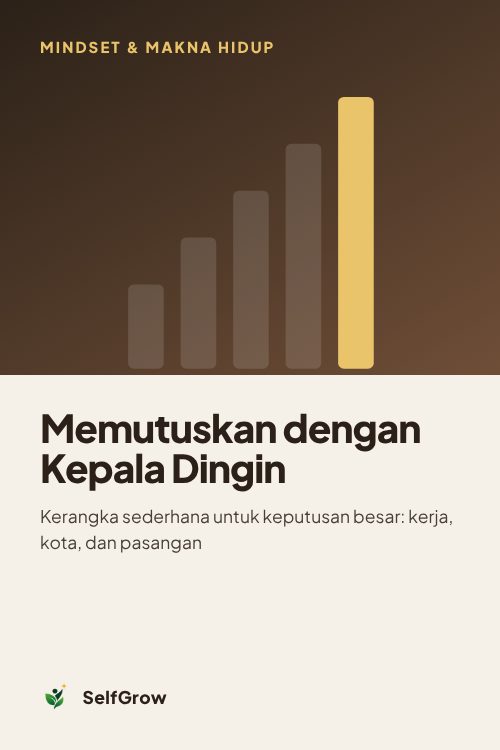 MINDSET & MAKNA HIDUP
Memutuskan dengan
Kepala Dingin
Kerangka sederhana untuk keputusan besar: kerja,
kota, dan pasangan
SelfGrow